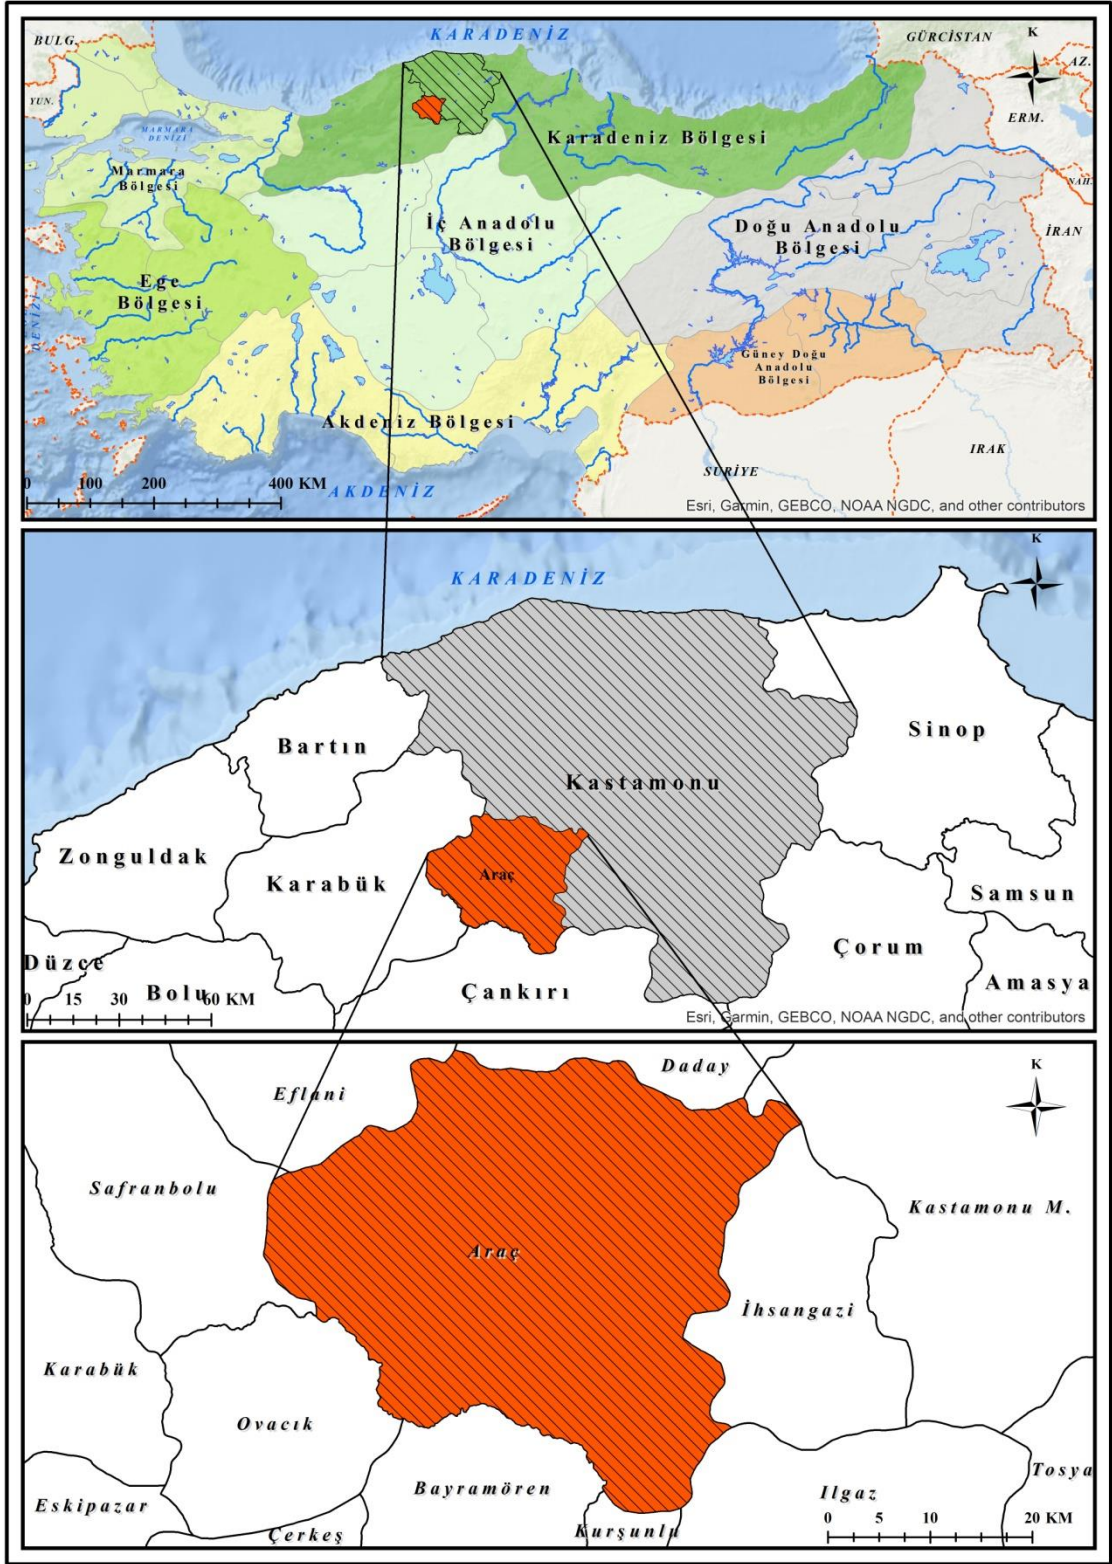 KARADENİZ
BULG.
GÜRCİSTAN
K
AZ.
YUN.
ERM.
MARMARA
DENİZİ
Karadeniz Bölgesi
Marmara
Bölgesi
NAH.
İç Anadolu
Bölgesi
Doğu Anadolu
Bölgesi
İRAN
Ege
Bölgesi
DENİZİ
Güney Doğu
Anadolu
Bölgesi
Akdeniz Bölgesi
IRAK
SURİYE
0 100 200 400 KM
AKDENİZ
Esri, Garmin, GEBCO, NOAA NGDC, and other contributors
K
KARADENİZ
Sinop
Bartın
Kastamonu
Zonguldak
Araç
Karabük
Samsun
Çorum
Düzce
Bolu
Çankırı
Amasya
0 15 30 60 KM
Esri, Garmin, GEBCO, NOAA NGDC, and other contributors
K
Daday
Eflani
Safranbolu
Kastamonu M.
Araç
İhsangazi
Karabük
Ovacık
Tosya
Bayramören
Ilgaz
Eskipazar
Çerkeş
Kurşunlu
0 5 10 20 KM